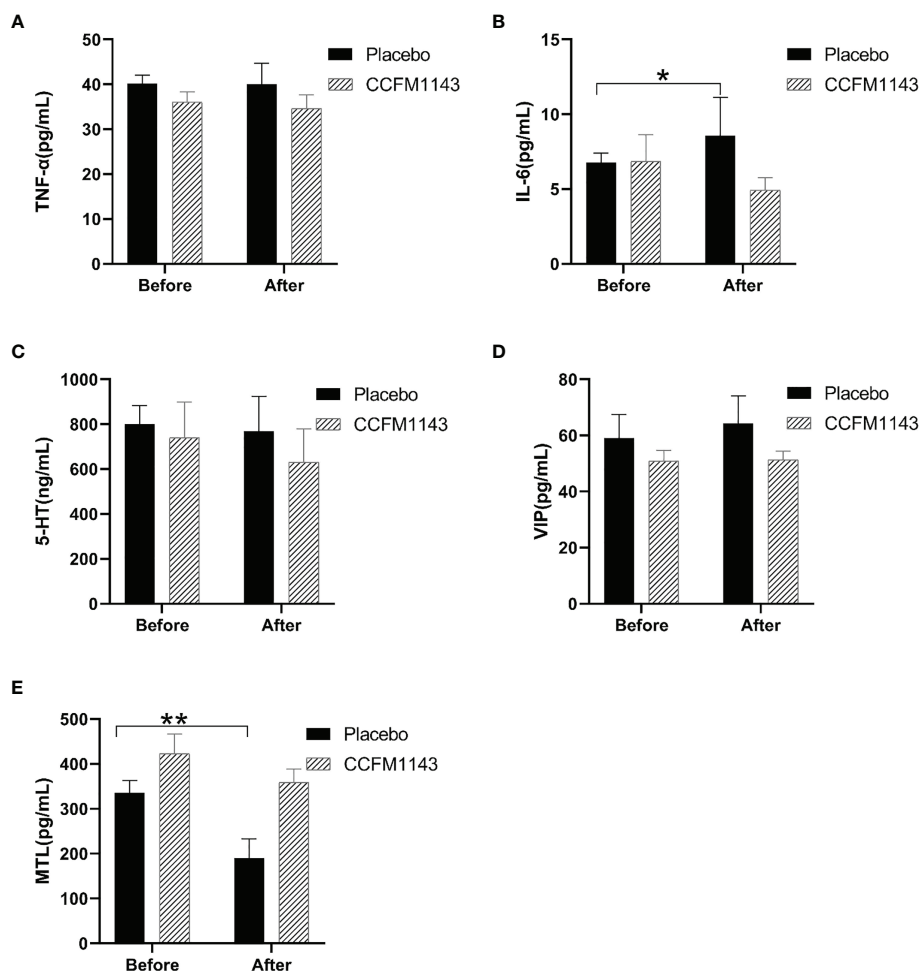 A
TNF-α(pg/mL)
50
40
30
20
10
0
Before
After
Placebo
CCFM1143
B
IL-6(pg/mL)
15
10
5
0
*
Before
After
Placebo
CCFM1143
C
5-HT(ng/mL)
1000
800
600
400
200
0
Before
After
Placebo
CCFM1143
D
VIP(pg/mL)
80
60
40
20
0
Before
After
Placebo
CCFM1143
E
MTL(pg/mL)
500
400
300
200
100
0
**
Before
After
Placebo
CCFM1143